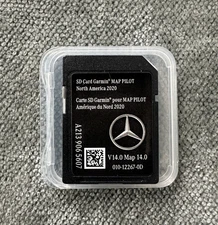 SD Card Garmin® MAP PILOT
North America 2020
Carte SD Garmin® pour MAP PILOT
Amérique du Nord 2020
A213 906 5607
V14.0 Map 14.0
010-12267-0D